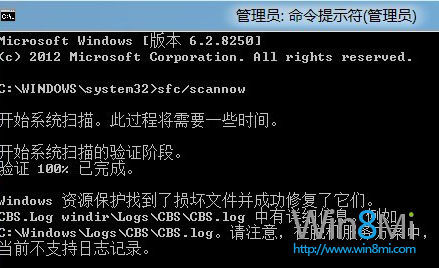 管理员: 命令提示符(管理员)
Microsoft Windows [版本 6.2.8250]
(c) 2012 Microsoft Corporation. All rights reserved.
C:\WINDOWS\system32>sfc/scannow
开始系统扫描。此过程将需要一些时间。
开始系统扫描的验证阶段。
验证 100% 已完成。
Windows 资源保护找到了损坏文件并成功修复了它们。
CBS.Log windir\Logs\CBS\CBS.log 中有详细信息。例如
C:\Windows\Logs\CBS\CBS.log。请注意，
当前不支持日志记录。
Win8Mi
http://www.win8mi.com